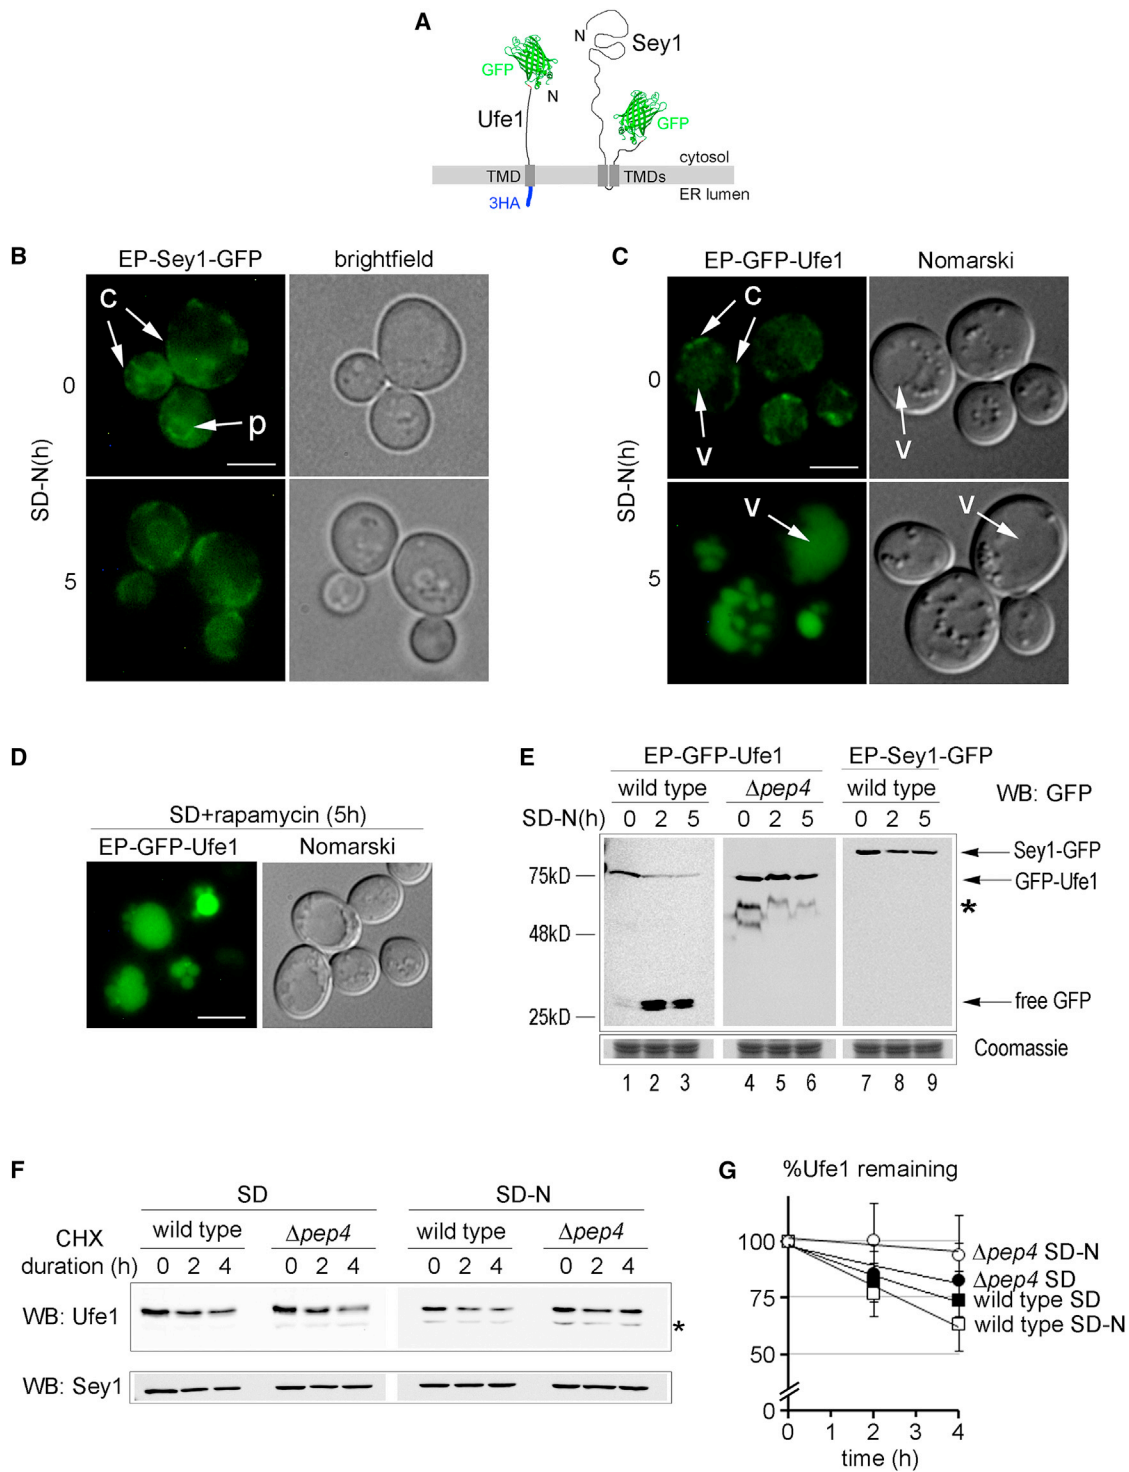 A
N
Sey1
GFP
N
Ufe1
GFP
cytosol
TMD
TMDs
ER lumen
3HA
B
EP-Sey1-GFP
brightfield
C
0
p
5
SD-N(h)
C
EP-GFP-Ufe1
Nomarski
C
0
V
V
V
V
5
SD-N(h)
D
SD+rapamycin (5h)
EP-GFP-Ufe1
Nomarski
E
EP-GFP-Ufe1
EP-Sey1-GFP
wild type
Δpep4
wild type
WB: GFP
SD-N(h) 0 2 5 0 2 5 0 2 5
Sey1-GFP
75kD
GFP-Ufe1
*
48kD
free GFP
25kD
Coomassie
1 2 3 4 5 6 7 8 9
F
SD
SD-N
CHX
wild type
Δpep4
wild type
Δpep4
duration (h) 0 2 4 0 2 4 0 2 4 0 2 4
WB: Ufe1
*
WB: Sey1
G
%Ufe1 remaining
100
Δpep4 SD-N
Δpep4 SD
75
wild type SD
wild type SD-N
50
0
0 1 2 3 4
time (h)